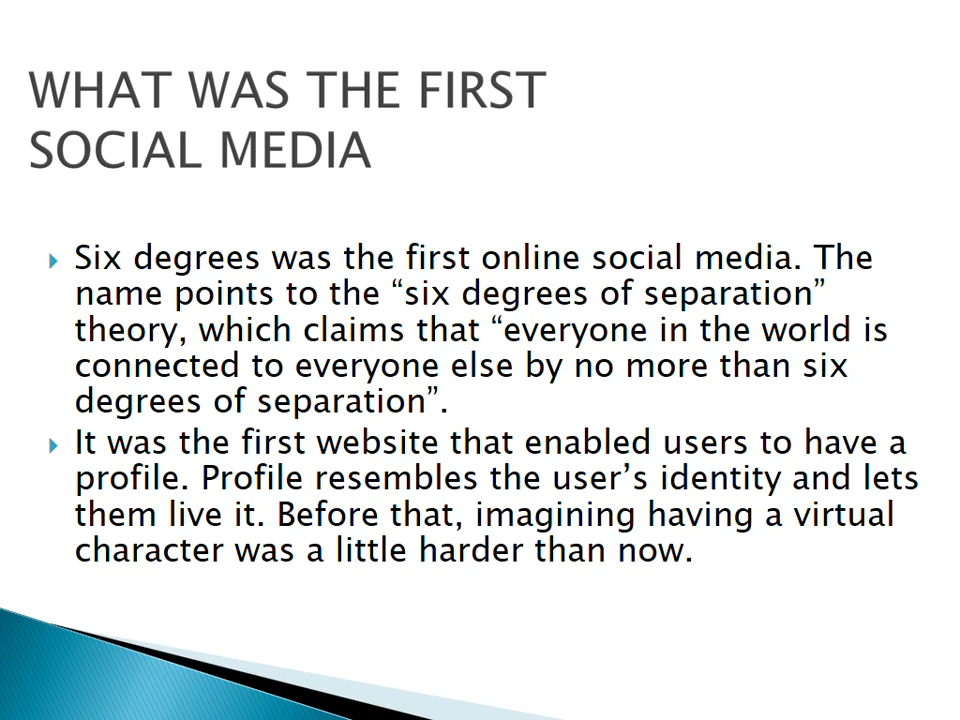 WHAT WAS THE FIRST
SOCIAL MEDIA
Six degrees was the first online social media. The
name points to the “six degrees of separation”
theory, which claims that “everyone in the world is
connected to everyone else by no more than six
degrees of separation”.
It was the first website that enabled users to have a
profile. Profile resembles the user’s identity and lets
them live it. Before that, imagining having a virtual
character was a little harder than now.